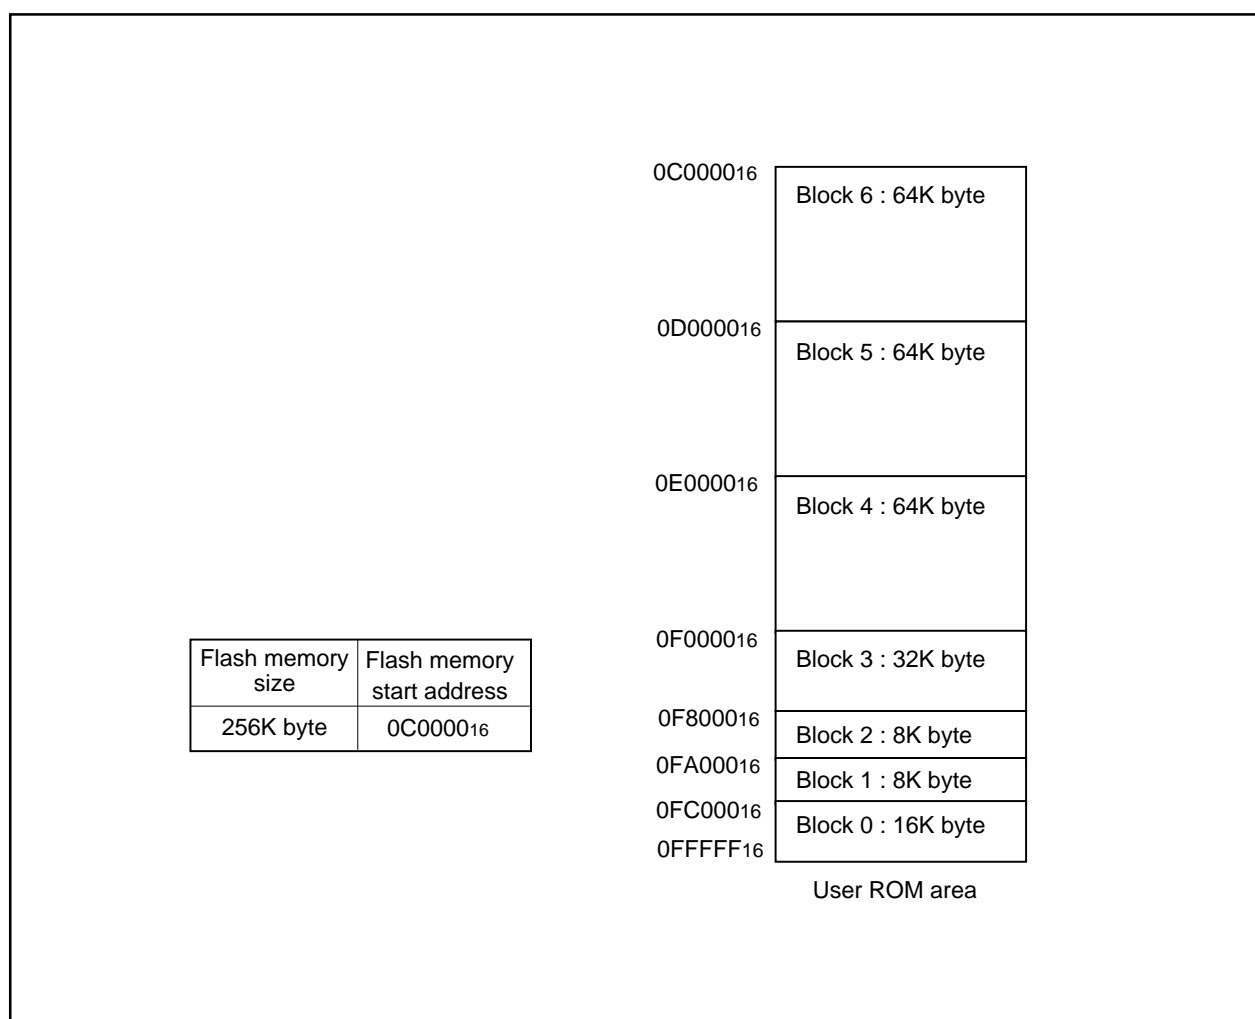 0C000016
Block 6 : 64K byte
0D000016
Block 5 : 64K byte
0E000016
Block 4 : 64K byte
0F000016
Block 3 : 32K byte
0F800016
Block 2 : 8K byte
0FA00016
Block 1 : 8K byte
0FC00016
Block 0 : 16K byte
0FFFFF16
User ROM area
Flash memory
size
Flash memory
start address
256K byte
0C000016